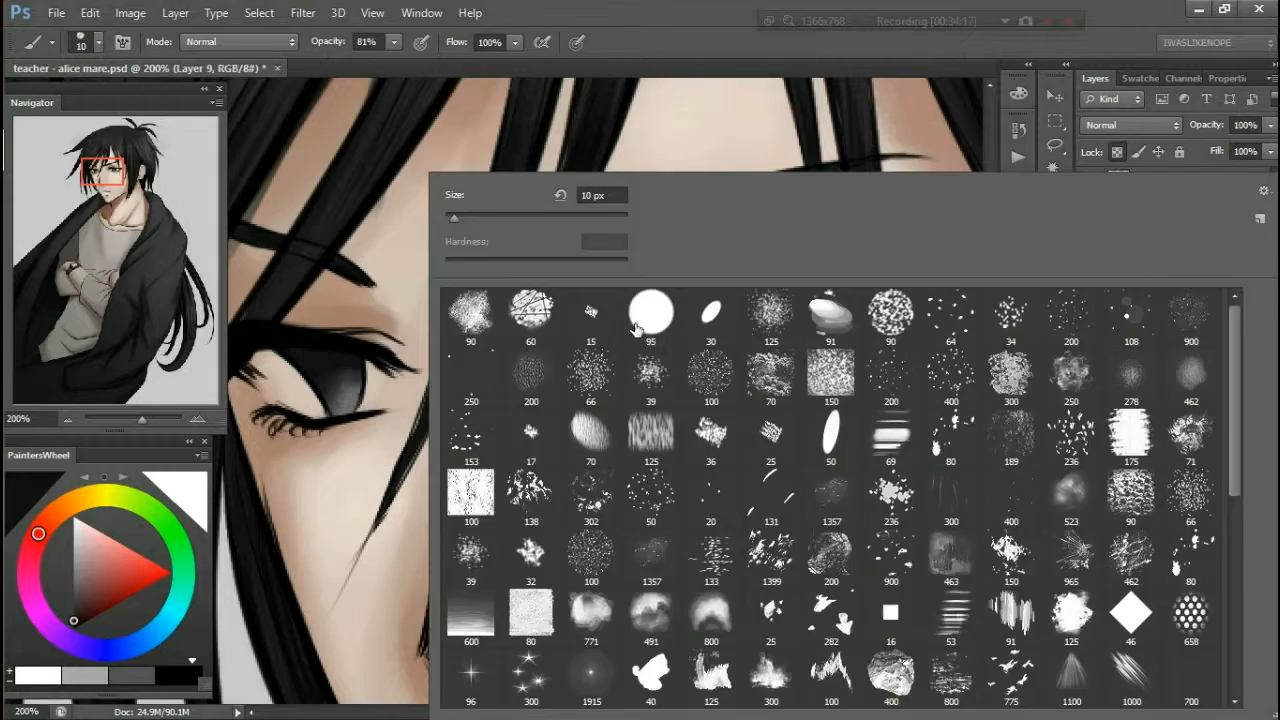 Ps File Edit Image Layer Type Select Filter 3D View Window Help
1366x768 Recording [00:34:17]
10 Mode: Normal Opacity: 81% Flow: 100% IWASLIKENOPE
teacher - alice mare.psd @ 200% (Layer 9, RGB/8#) * ×
Layers Swatche Channel Properti
Navigator
Kind
Normal Opacity: 100%
Lock: Fill: 100%
Size: 10 px
Hardness:
90 60 15 95 30 125 91 90 64 34 200 108 900
250 200 66 39 100 70 150 200 400 300 250 278 462
200%
153 17 70 125 36 25 50 69 80 189 236 175 71
PaintersWheel
100 138 302 50 20 131 1357 236 300 400 523 90 66
39 32 100 1357 133 1399 200 900 463 150 965 462 80
600 80 771 491 800 25 282 16 53 91 125 46 658
96 300 1915 40 125 300 100 400 800 775 1100 1000 700
200% Doc: 24.9M/90.1M